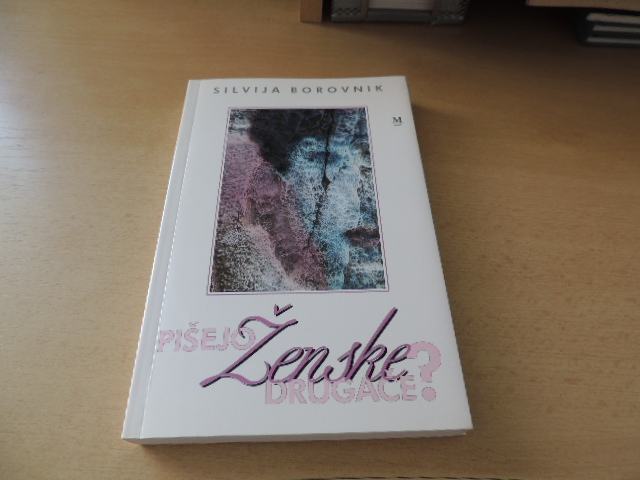 SILVIJA BOROVNIK
M
PIŠEJO
Ženske
DRUGAČE?